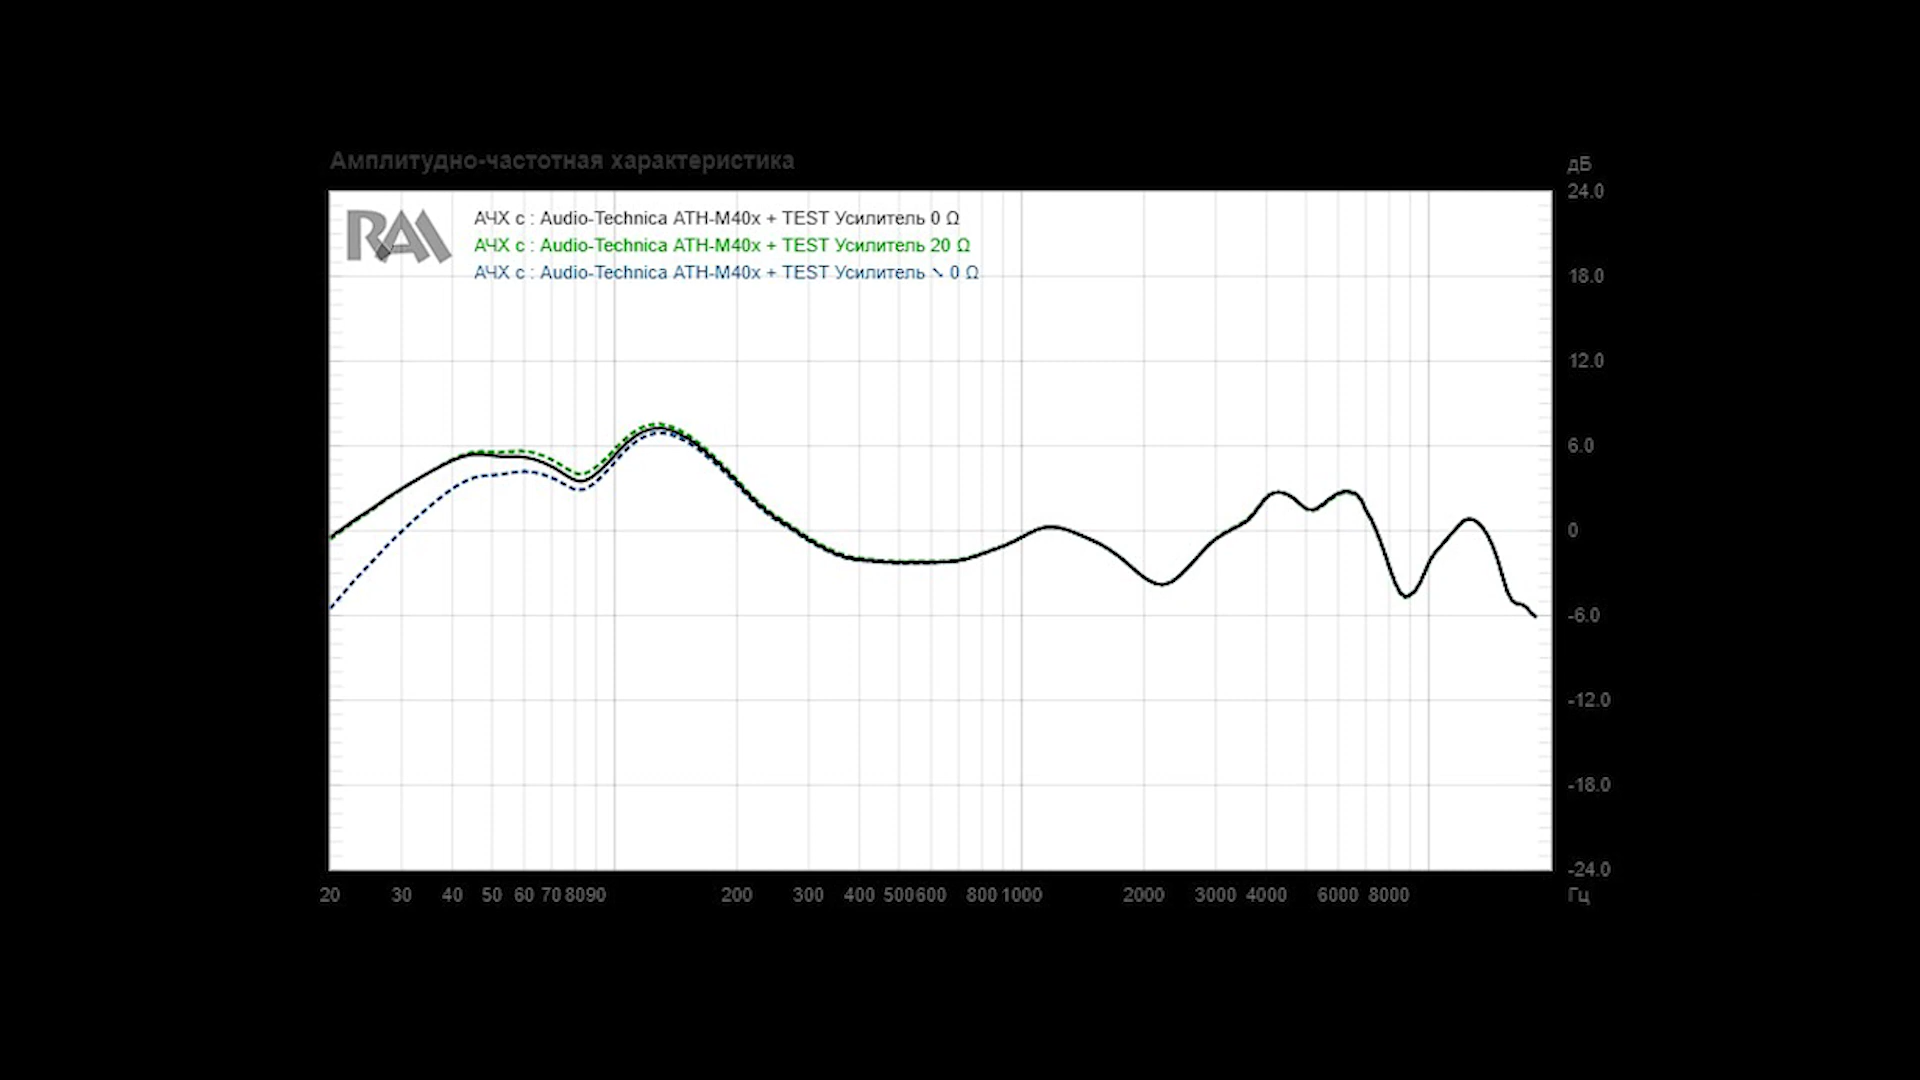 Амплитудно-частотная характеристика
дБ
RAA
АЧХ с : Audio-Technica ATH-M40x + TEST Усилитель 0 Ω
АЧХ с : Audio-Technica ATH-M40x + TEST Усилитель 20 Ω
АЧХ с : Audio-Technica ATH-M40x + TEST Усилитель ⭨ 0 Ω
24.0
18.0
12.0
6.0
0
-6.0
-12.0
-18.0
-24.0
20 30 40 50 60 70 80 90 200 300 400 500 600 800 1000 2000 3000 4000 6000 8000 Гц